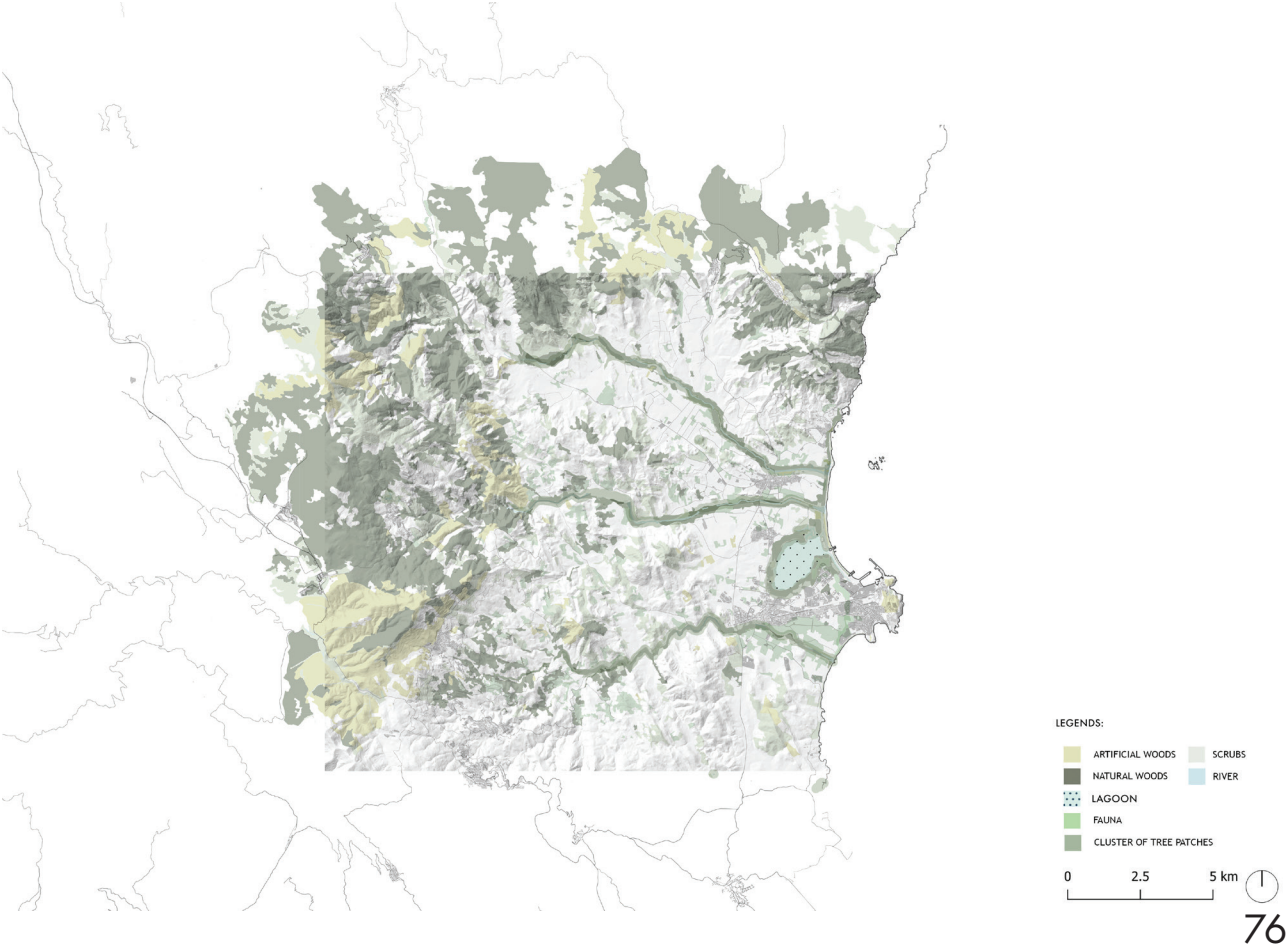 LEGENDS:
ARTIFICIAL WOODS SCRUBS
NATURAL WOODS RIVER
LAGOON
FAUNA
CLUSTER OF TREE PATCHES
0 2.5 5 km
76